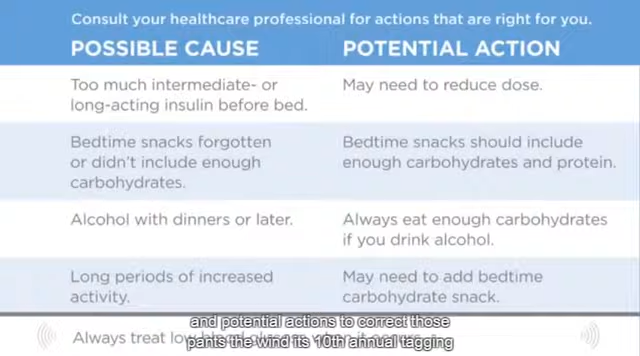 Consult your healthcare professional for actions that are right for you.
POSSIBLE CAUSE POTENTIAL ACTION
Too much intermediate- or May need to reduce dose.
long-acting insulin before bed.
Bedtime snacks forgotten Bedtime snacks should include
or didn't include enough enough carbohydrates and protein.
carbohydrates.
Alcohol with dinners or later. Always eat enough carbohydrates
if you drink alcohol.
Long periods of increased May need to add bedtime
activity. carbohydrate snack.
and potential actions to correct those
Always treat low
pants the wind its 10th annual tagging